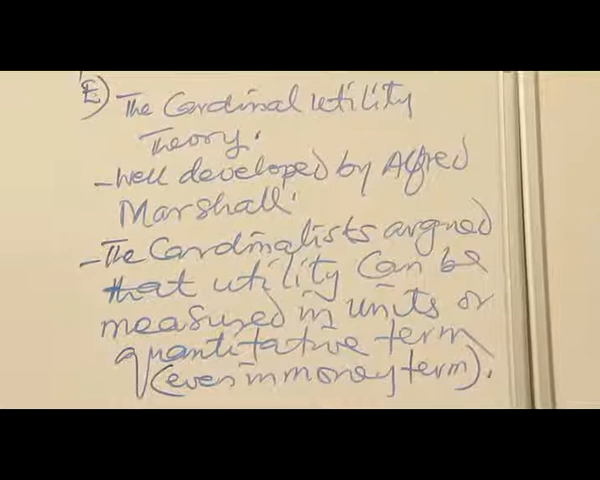 E) The Cardinal utility
Theory.
- Well developed by Alfred
Marshall.
- The Cardinalists argued
that utility can be
measured in units or
quantitative term
(even in money term).